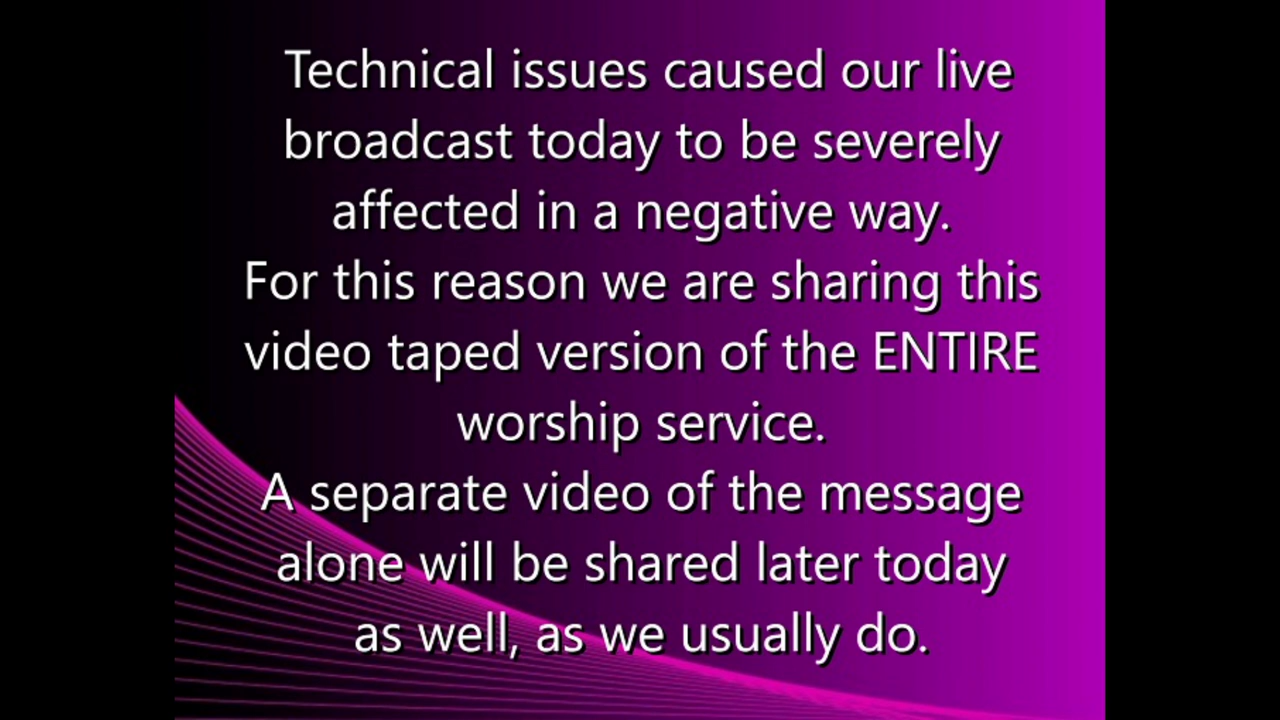 Technical issues caused our live
broadcast today to be severely
affected in a negative way.
For this reason we are sharing this
video taped version of the ENTIRE
worship service.
A separate video of the message
alone will be shared later today
as well, as we usually do.